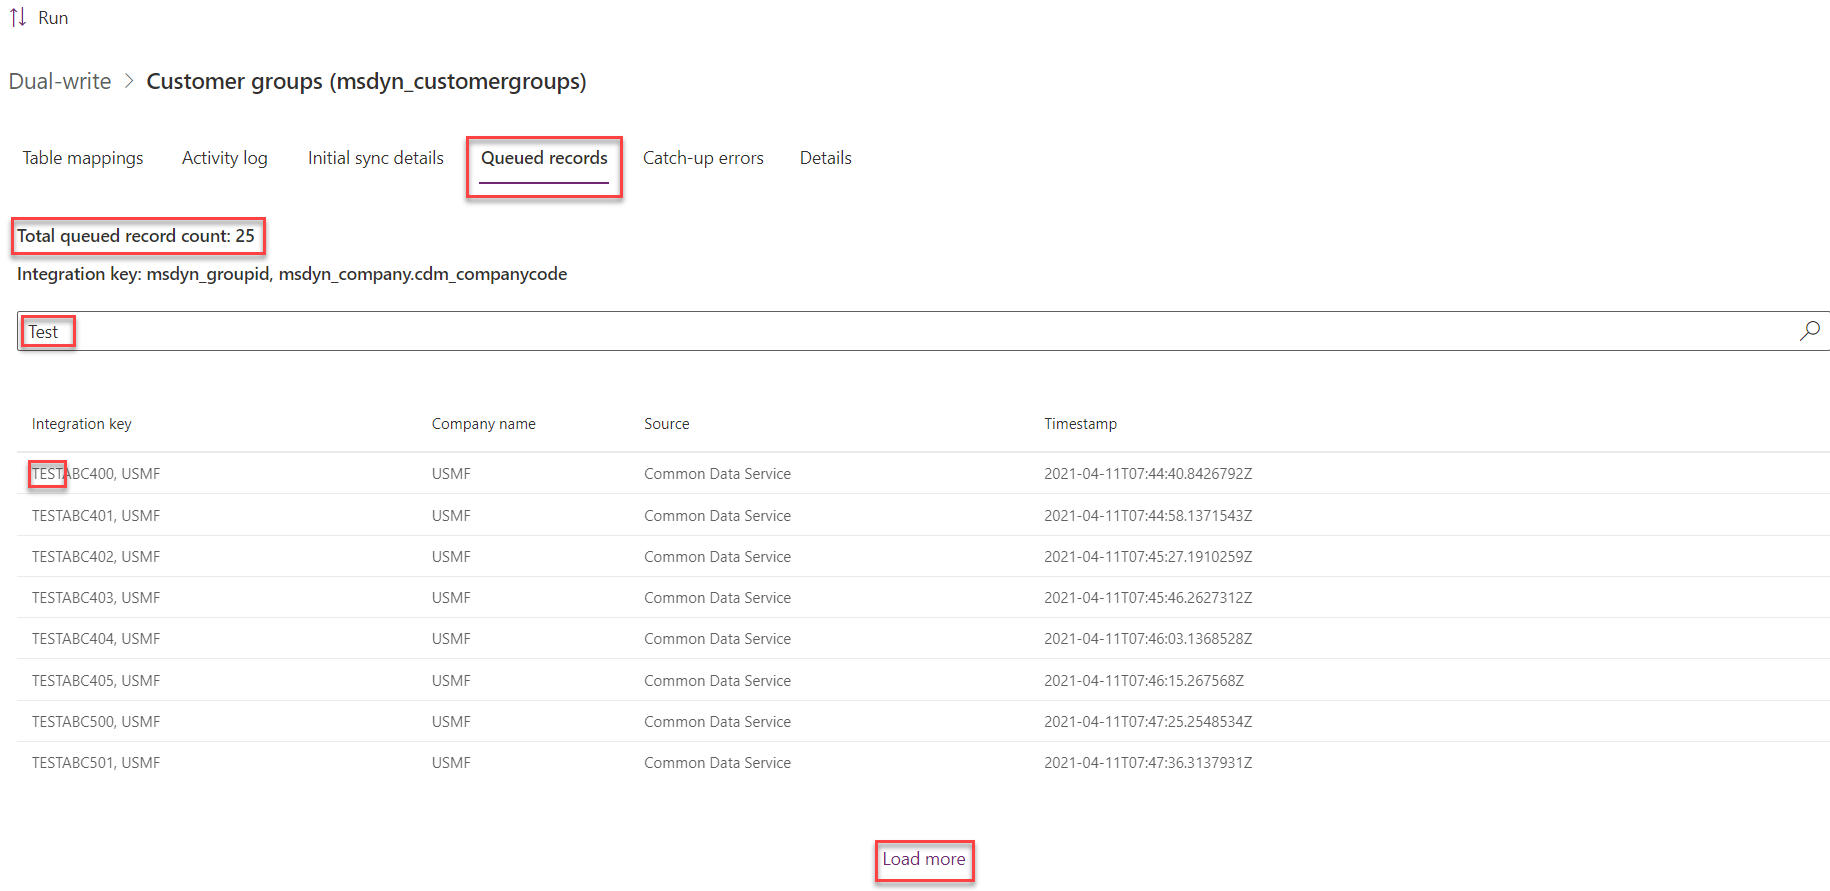 Run
Dual-write > Customer groups (msdyn_customergroups)
Table mappings Activity log Initial sync details Queued records Catch-up errors Details
Total queued record count: 25
Integration key: msdyn_groupid, msdyn_company.cdm_companycode
Test
Integration key Company name Source Timestamp
TESTABC400, USMF USMF Common Data Service 2021-04-11T07:44:40.8426792Z
TESTABC401, USMF USMF Common Data Service 2021-04-11T07:44:58.1371543Z
TESTABC402, USMF USMF Common Data Service 2021-04-11T07:45:27.1910259Z
TESTABC403, USMF USMF Common Data Service 2021-04-11T07:45:46.2627312Z
TESTABC404, USMF USMF Common Data Service 2021-04-11T07:46:03.1368528Z
TESTABC405, USMF USMF Common Data Service 2021-04-11T07:46:15.267568Z
TESTABC500, USMF USMF Common Data Service 2021-04-11T07:47:25.2548534Z
TESTABC501, USMF USMF Common Data Service 2021-04-11T07:47:36.3137931Z
Load more